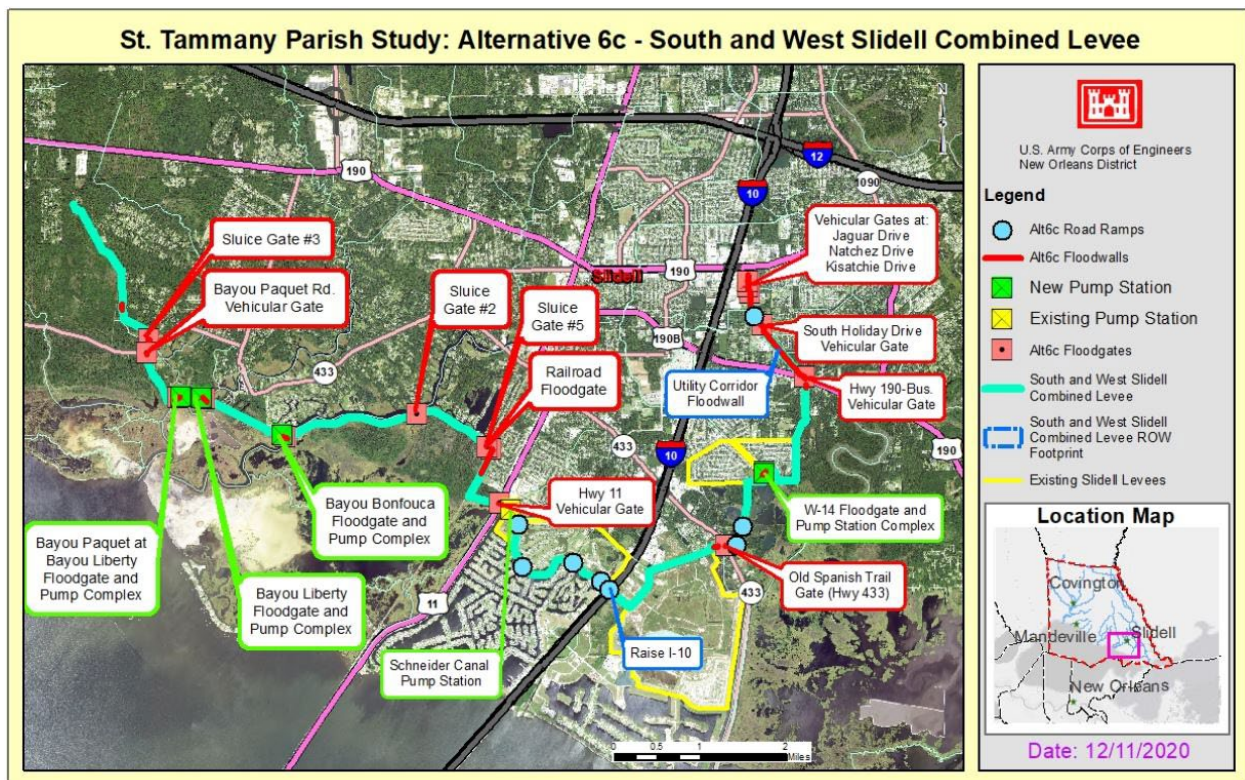 St. Tammany Parish Study: Alternative 6c - South and West Slidell Combined Levee
N
190
12
1090
10
Sluice Gate #3
Bayou Paquet Rd.
Vehicular Gate
Sluice
Gate #2
Sluice
Gate #5
Railroad
Floodgate
Slidell
190
Vehicular Gates at:
Jaguar Drive
Natchez Drive
Kisatchie Drive
190B
South Holiday Drive
Vehicular Gate
433
Utility Corridor
Floodwall
Hwy 190-Bus.
Vehicular Gate
433
10
190
Hwy 11
Vehicular Gate
W-14 Floodgate and
Pump Station Complex
Bayou Bonfouca
Floodgate and
Pump Complex
Bayou Paquet at
Bayou Liberty
Floodgate and
Pump Complex
Bayou Liberty
Floodgate and
Pump Complex
11
Old Spanish Trail
Gate (Hwy 433)
433
Schneider Canal
Pump Station
Raise I-10
0 0.5 1 2
Miles
U.S. Army Corps of Engineers
New Orleans District
Legend
Alt6c Road Ramps
Alt6c Floodwalls
New Pump Station
Existing Pump Station
Alt6c Floodgates
South and West Slidell
Combined Levee
South and West Slidell
Combined Levee ROW
Footprint
Existing Slidell Levees
Location Map
Covington
Mandeville
Slidell
New Orleans
Date: 12/11/2020